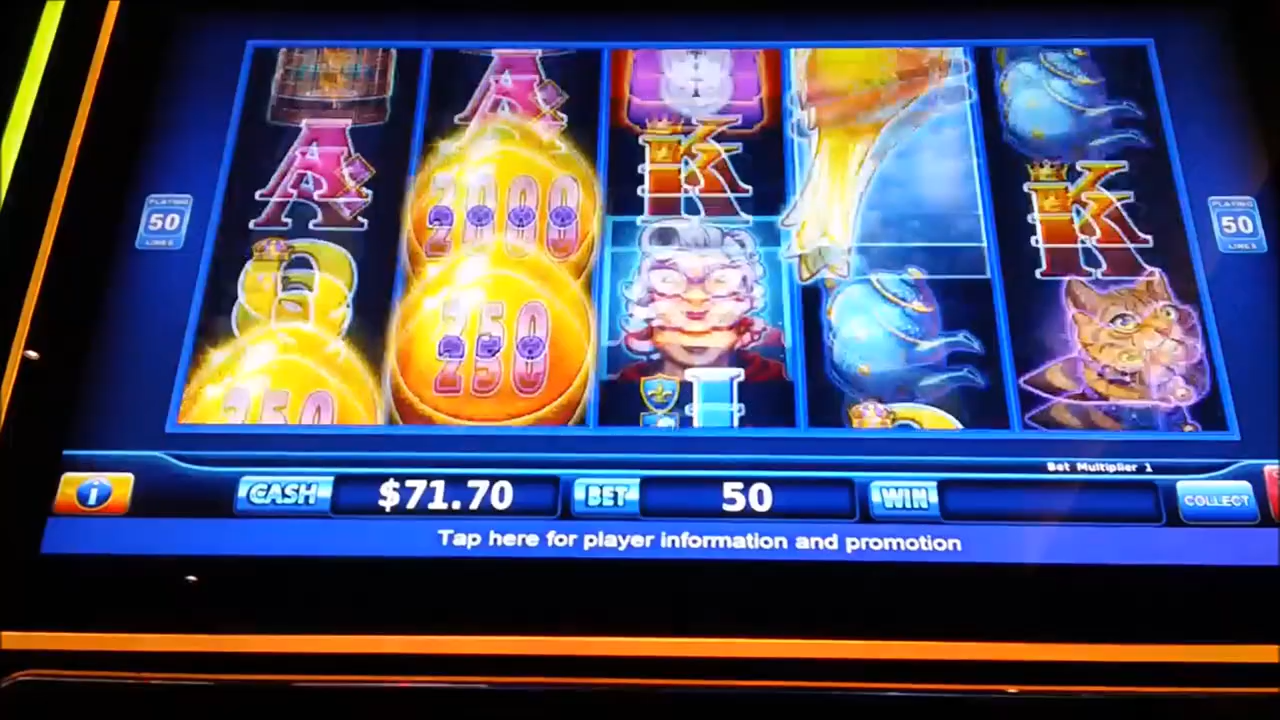 A
A
K
K
2000
250
250
PLAYING
50
LINES
PLAYING
50
LINES
J
Bet Multiplier 1
i
CASH $71.70 BET 50 WIN COLLECT
Tap here for player information and promotion